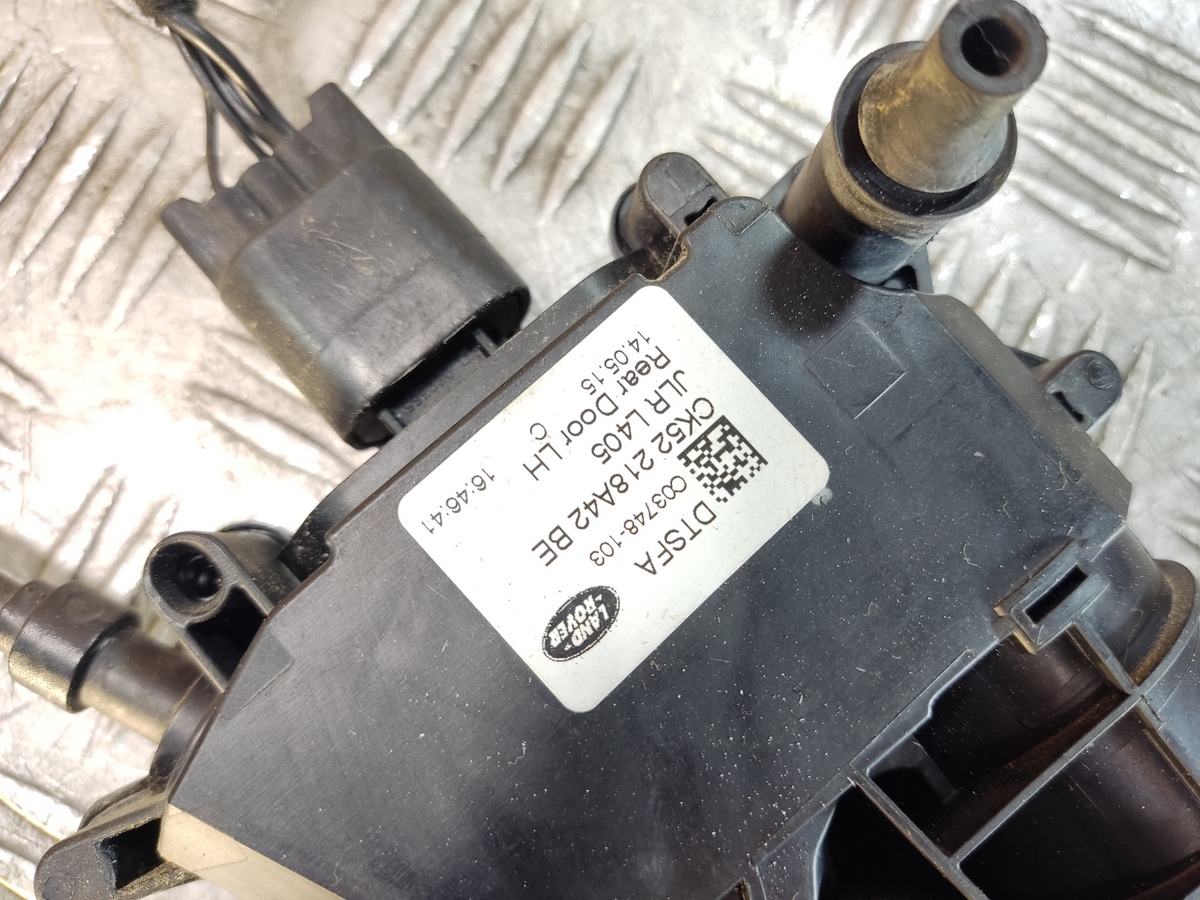 DTSFA
C03748-103
CK52 218A42 BE
JLR L405
Rear Door LH C
14.05.15 16:46:41
LAND
-ROVER